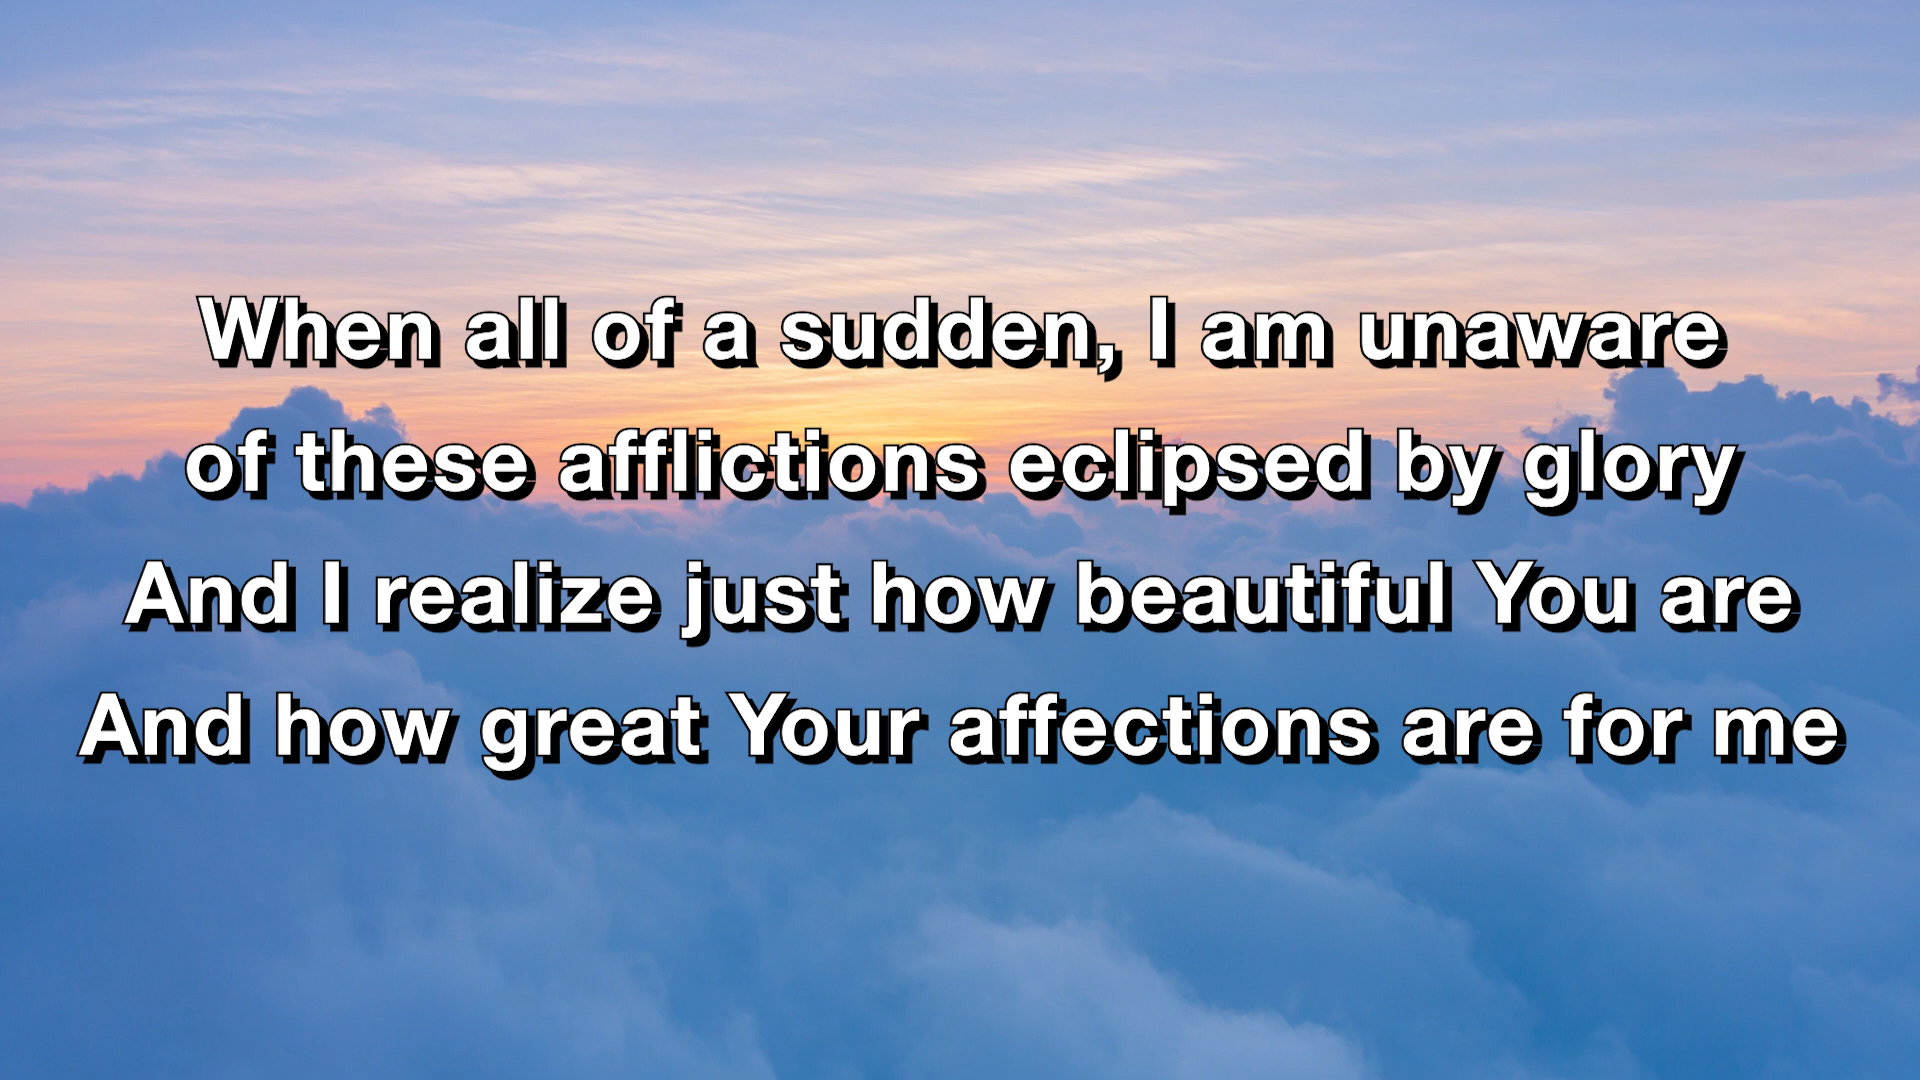 When all of a sudden, I am unaware
of these afflictions eclipsed by glory
And I realize just how beautiful You are
And how great Your affections are for me